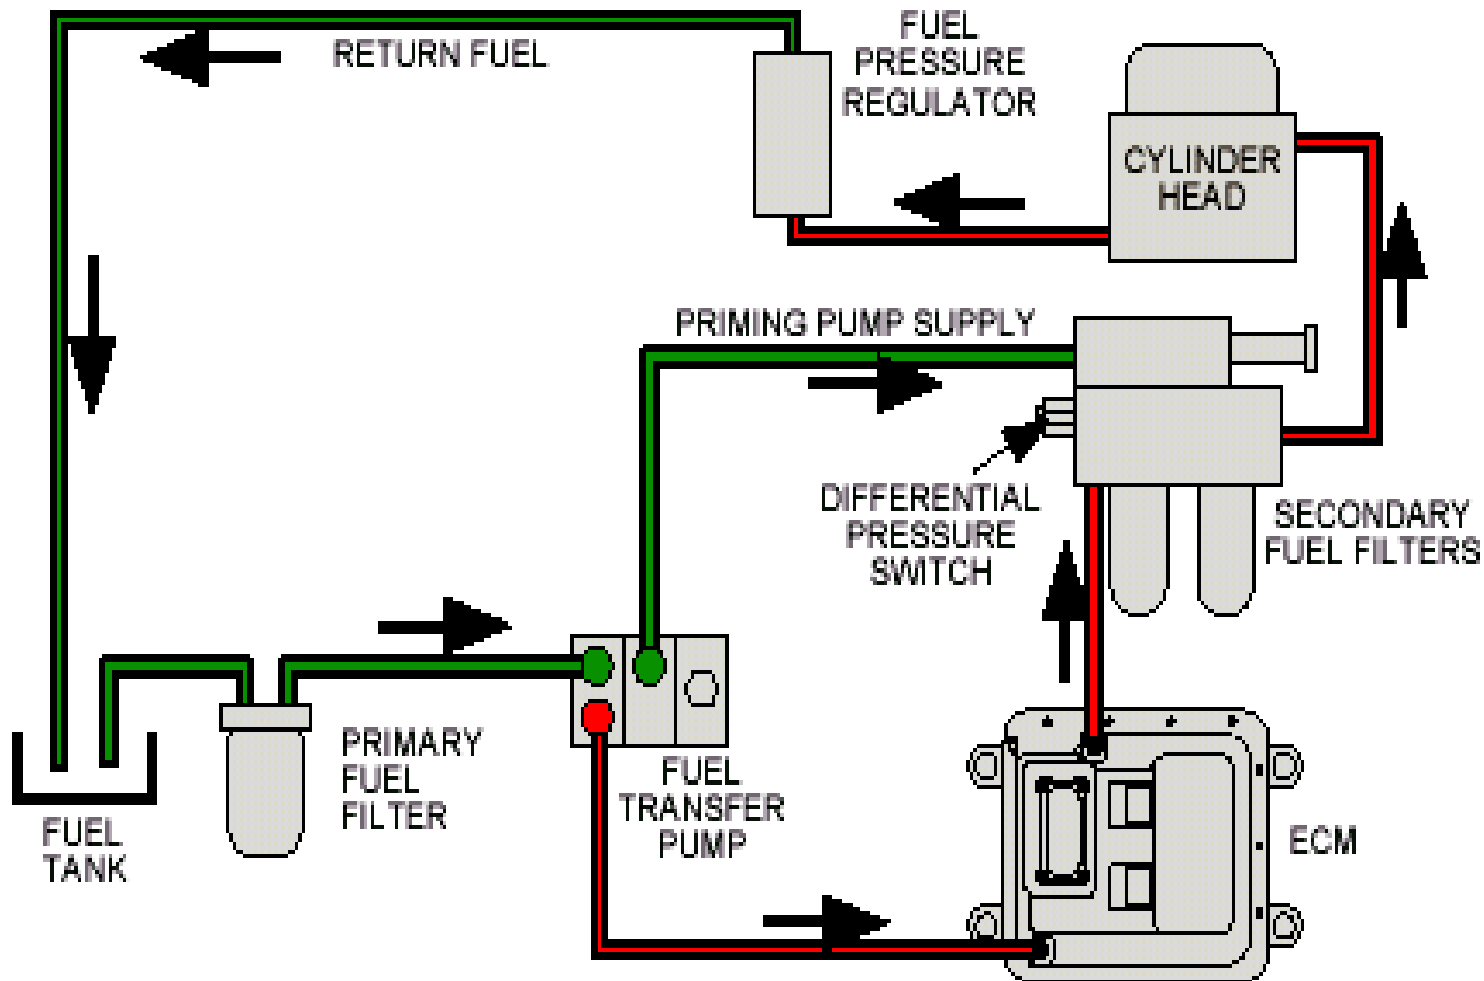 RETURN FUEL
FUEL
PRESSURE
REGULATOR
CYLINDER
HEAD
PRIMING PUMP SUPPLY
DIFFERENTIAL
PRESSURE
SWITCH
SECONDARY
FUEL FILTERS
PRIMARY
FUEL
FILTER
FUEL
TRANSFER
PUMP
FUEL
TANK
ECM